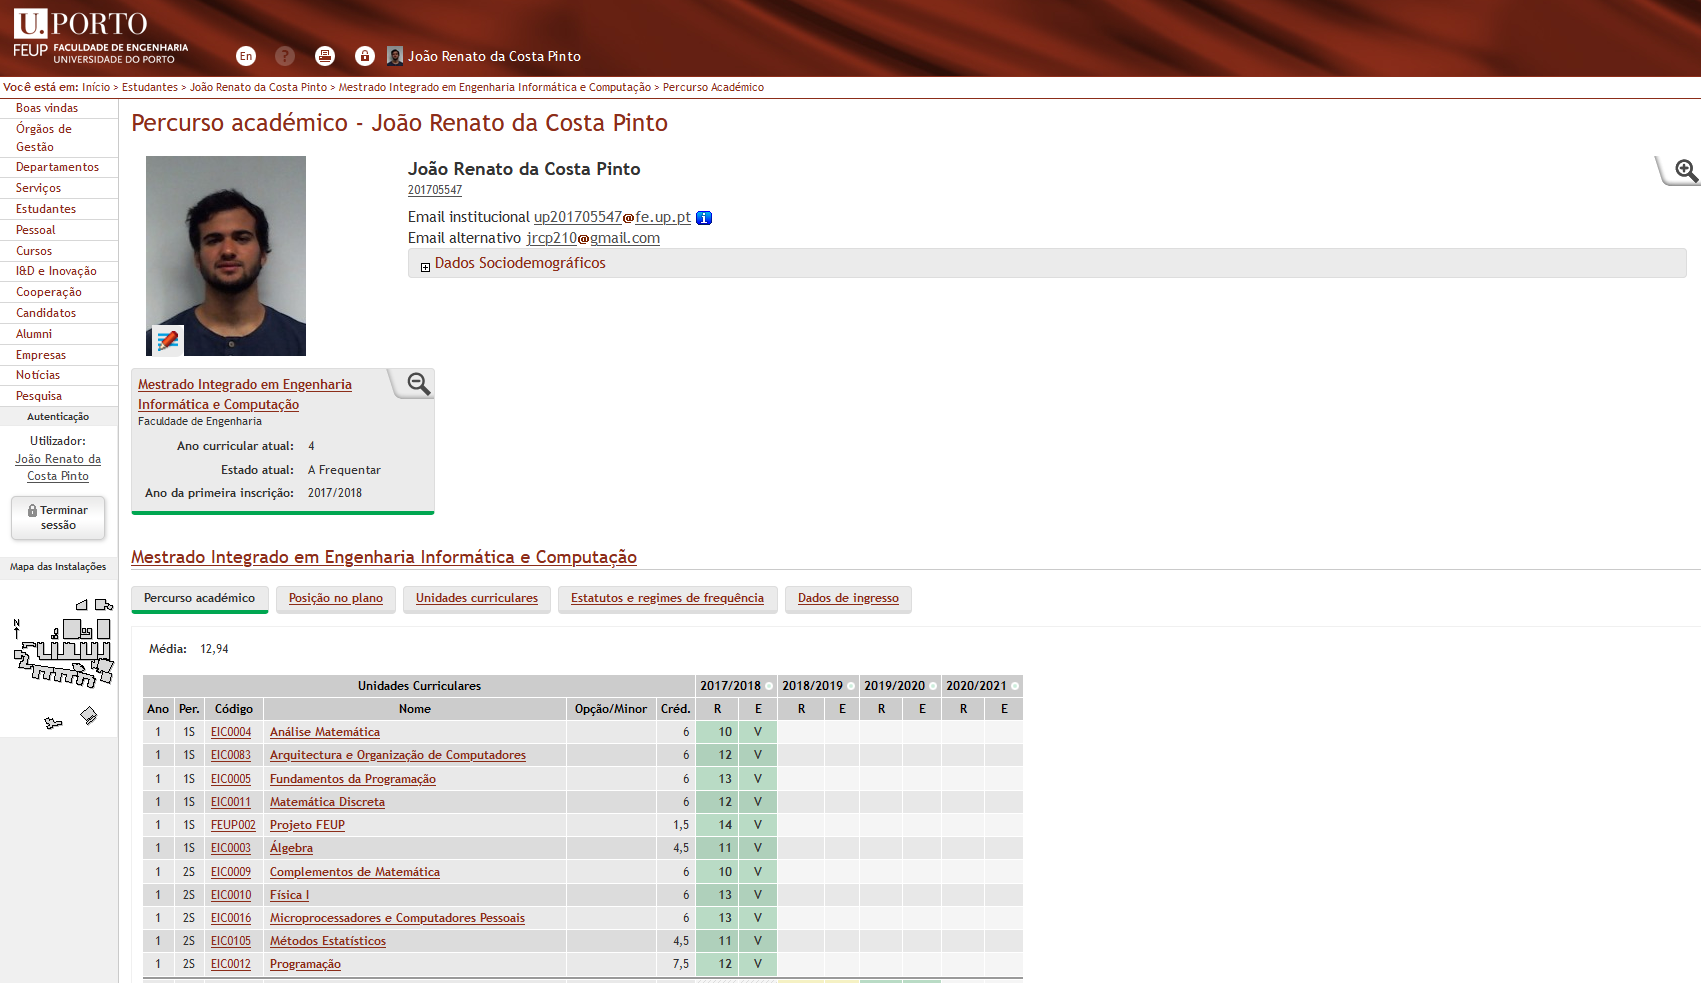 U.PORTO
FEUP FACULDADE DE ENGENHARIA
UNIVERSIDADE DO PORTO
En ? João Renato da Costa Pinto
Você está em: Início > Estudantes > João Renato da Costa Pinto > Mestrado Integrado em Engenharia Informática e Computação > Percurso Académico
Boas vindas
Órgãos de
Gestão
Departamentos
Serviços
Estudantes
Pessoal
Cursos
I&D e Inovação
Cooperação
Candidatos
Alumni
Empresas
Notícias
Pesquisa
Autenticação
Utilizador:
João Renato da
Costa Pinto
Terminar
sessão
Mapa das Instalações
N
Percurso académico - João Renato da Costa Pinto
João Renato da Costa Pinto
201705547
Email institucional up201705547@fe.up.pt i
Email alternativo jrcp210@gmail.com
Dados Sociodemográficos
Mestrado Integrado em Engenharia
Informática e Computação
Faculdade de Engenharia
Ano curricular atual: 4
Estado atual: A Frequentar
Ano da primeira inscrição: 2017/2018
Mestrado Integrado em Engenharia Informática e Computação
Percurso académico Posição no plano Unidades curriculares Estatutos e regimes de frequência Dados de ingresso
Média: 12,94
Unidades Curriculares 2017/2018 2018/2019 2019/2020 2020/2021
Ano Per. Código Nome Opção/Minor Créd. R E R E R E R E
1 1S EIC0004 Análise Matemática 6 10 V
1 1S EIC0083 Arquitectura e Organização de Computadores 6 12 V
1 1S EIC0005 Fundamentos da Programação 6 13 V
1 1S EIC0011 Matemática Discreta 6 12 V
1 1S FEUP002 Projeto FEUP 1,5 14 V
1 1S EIC0003 Álgebra 4,5 11 V
1 2S EIC0009 Complementos de Matemática 6 10 V
1 2S EIC0010 Física I 6 13 V
1 2S EIC0016 Microprocessadores e Computadores Pessoais 6 13 V
1 2S EIC0105 Métodos Estatísticos 4,5 11 V
1 2S EIC0012 Programação 7,5 12 V